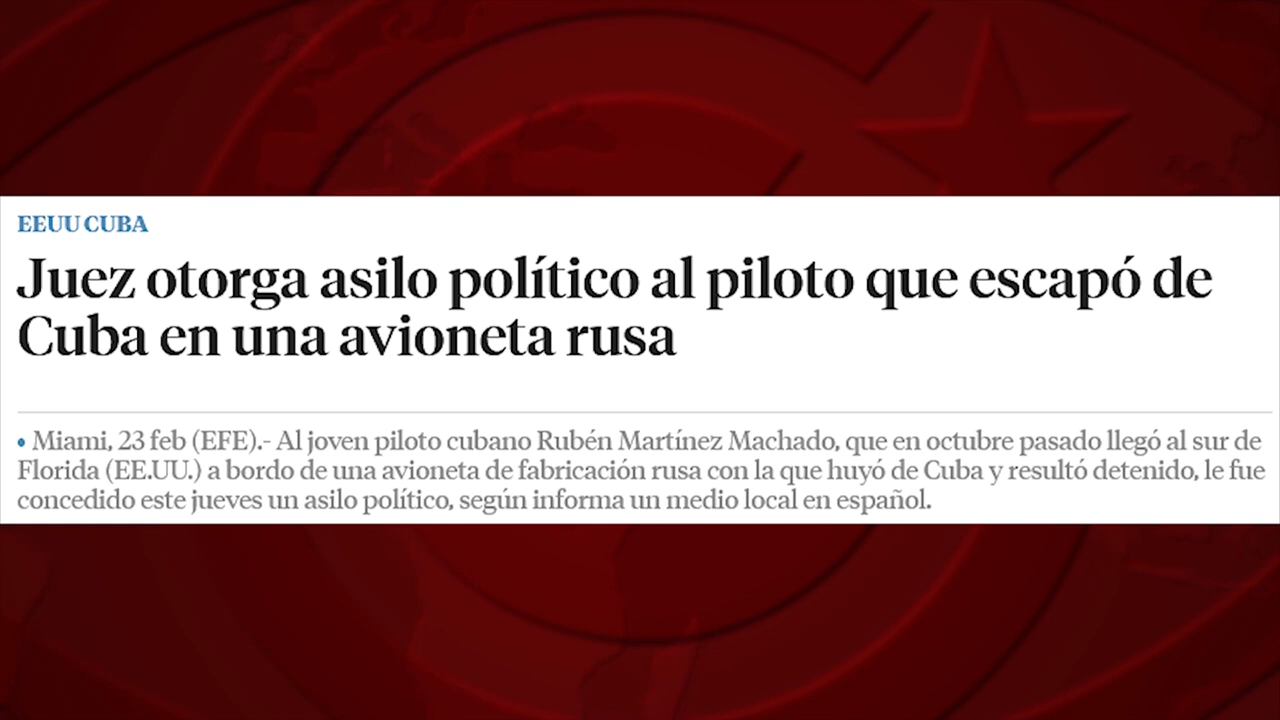 EEUU CUBA
Juez otorga asilo político al piloto que escapó de
Cuba en una avioneta rusa
• Miami, 23 feb (EFE).- Al joven piloto cubano Rubén Martínez Machado, que en octubre pasado llegó al sur de
Florida (EE.UU.) a bordo de una avioneta de fabricación rusa con la que huyó de Cuba y resultó detenido, le fue
concedido este jueves un asilo político, según informa un medio local en español.